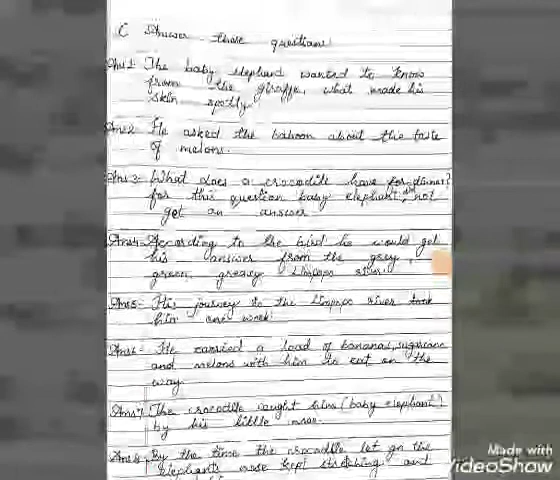 C Answer these questions
Ans1- The baby elephant wanted to know
from the giraffe, what made his
skin spotty.
Ans2- He asked the baboon about the taste
of melons.
Ans3- What does a crocodile have for dinner?
for this question baby elephant did not
get an answer.
Ans4- According to the bird he would get
his answer from the grey,
green, greasy Limpopo river.
Ans5- His journey to the Limpopo river took
him one week.
Ans6- He carried a load of bananas, sugarcane
and melons with him to eat on the
way.
Ans7- The crocodile caught him (baby elephant)
by his little nose.
Ans8- By the time the crocodile let go the
elephant's nose kept stretching and
Made with
VideoShow